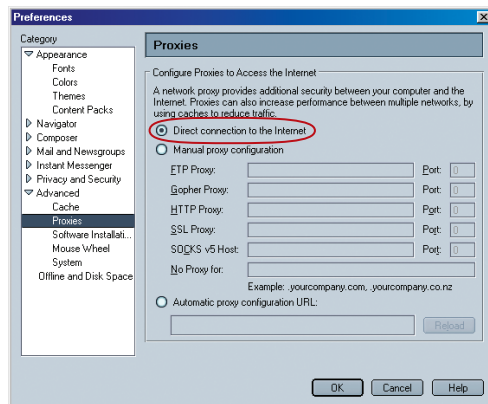 Preferences
Category
Appearance
Fonts
Colors
Themes
Content Packs
Navigator
Composer
Mail and Newsgroups
Instant Messenger
Privacy and Security
Advanced
Cache
Proxies
Software Installati...
Mouse Wheel
System
Offline and Disk Space
Proxies
Configure Proxies to Access the Internet
A network proxy provides additional security between your computer and the
Internet. Proxies can also increase performance between multiple networks, by
using caches to reduce traffic.
Direct connection to the Internet
Manual proxy configuration
FTP Proxy: Port: 0
Gopher Proxy: Port: 0
HTTP Proxy: Port: 0
SSL Proxy: Port: 0
SOCKS v5 Host: Port: 0
No Proxy for:
Example: .yourcompany.com, .yourcompany.co.nz
Automatic proxy configuration URL:
Reload
OK Cancel Help